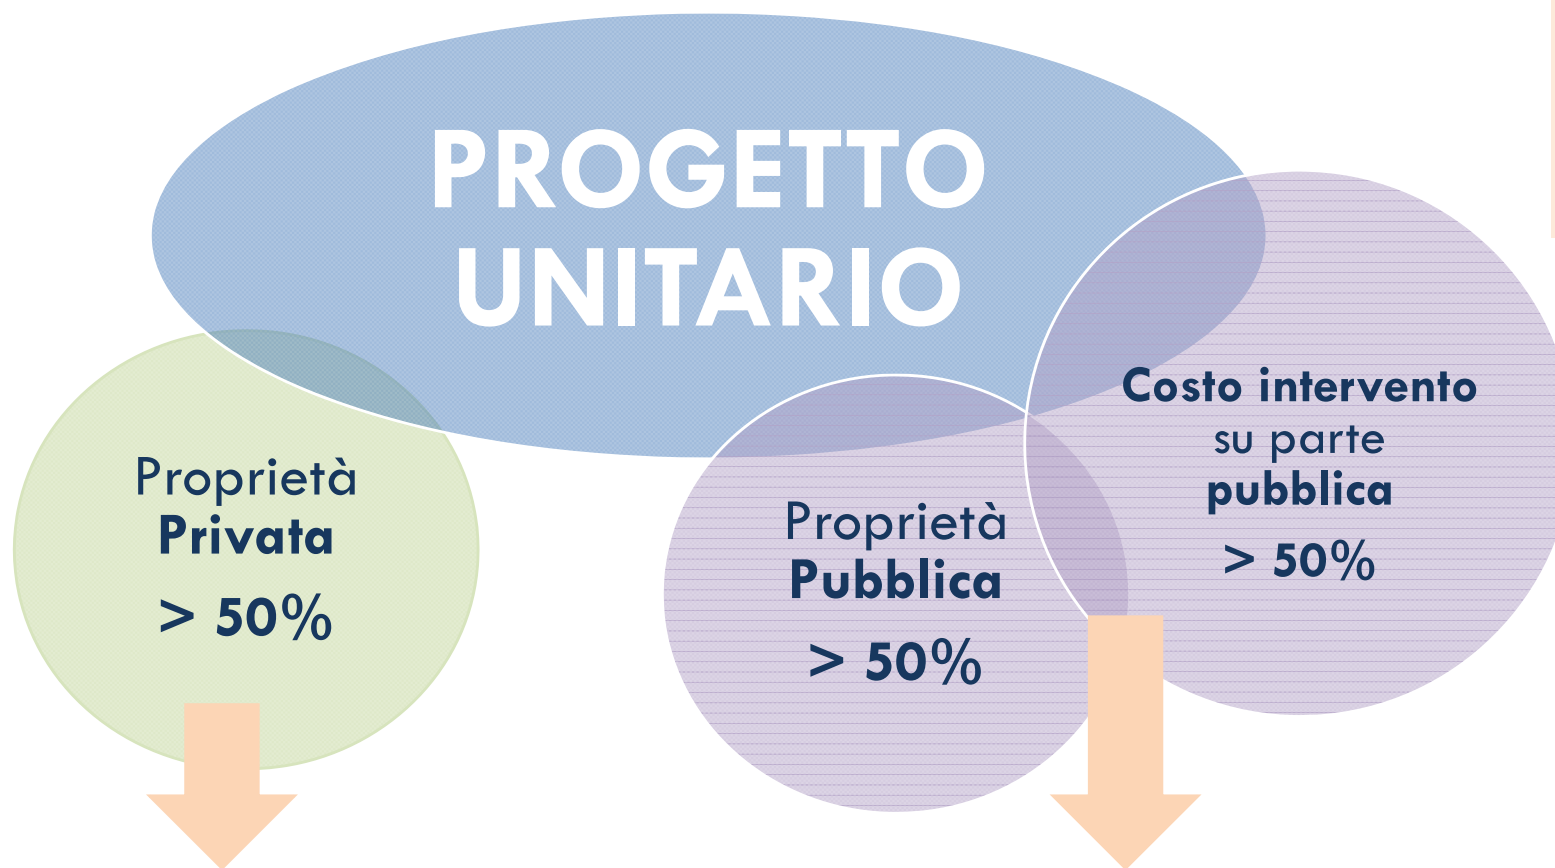 PROGETTO
UNITARIO
Proprietà
Privata
> 50%
Proprietà
Pubblica
> 50%
Costo intervento
su parte
pubblica
> 50%